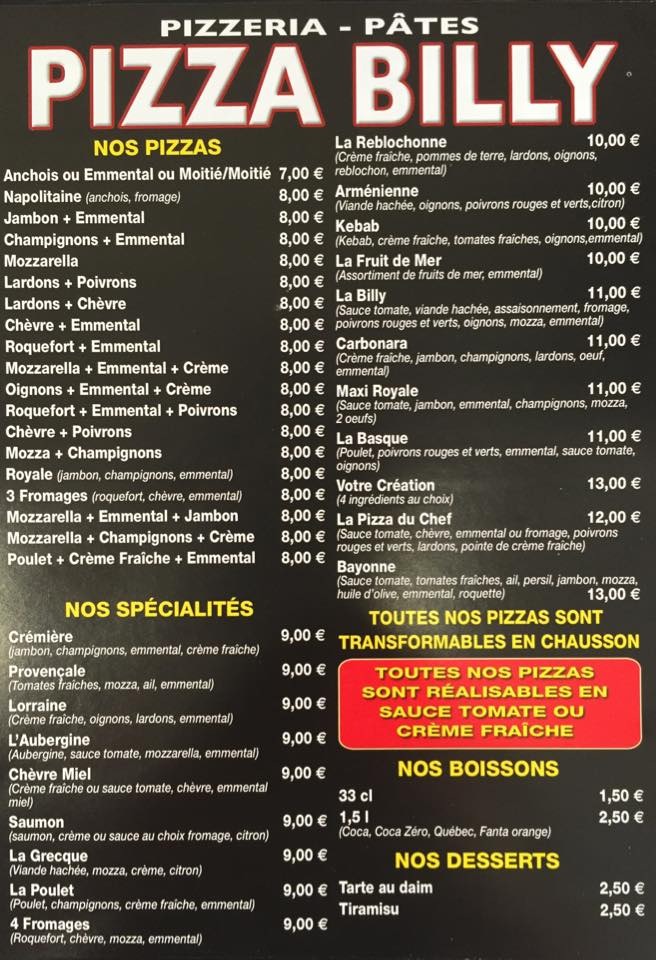 PIZZERIA - PÂTES
PIZZA BILLY
NOS PIZZAS
Anchois ou Emmental ou Moitié/Moitié 7,00 €
Napolitaine (anchois, fromage) 8,00 €
Jambon + Emmental 8,00 €
Champignons + Emmental 8,00 €
Mozzarella 8,00 €
Lardons + Poivrons 8,00 €
Lardons + Chèvre 8,00 €
Chèvre + Emmental 8,00 €
Roquefort + Emmental 8,00 €
Mozzarella + Emmental + Crème 8,00 €
Oignons + Emmental + Crème 8,00 €
Roquefort + Emmental + Poivrons 8,00 €
Chèvre + Poivrons 8,00 €
Mozza + Champignons 8,00 €
Royale (jambon, champignons, emmental) 8,00 €
3 Fromages (roquefort, chèvre, emmental) 8,00 €
Mozzarella + Emmental + Jambon 8,00 €
Mozzarella + Champignons + Crème 8,00 €
Poulet + Crème Fraîche + Emmental 8,00 €
NOS SPÉCIALITÉS
Crémière 9,00 €
(jambon, champignons, emmental, crème fraîche)
Provençale 9,00 €
(Tomates fraîches, mozza, ail, emmental)
Lorraine 9,00 €
(Crème fraîche, oignons, lardons, emmental)
L'Aubergine 9,00 €
(Aubergine, sauce tomate, mozzarella, emmental)
Chèvre Miel 9,00 €
(Crème fraîche ou sauce tomate, chèvre, emmental
miel)
Saumon 9,00 €
(saumon, crème ou sauce au choix fromage, citron)
La Grecque 9,00 €
(Viande hachée, mozza, crème, citron)
La Poulet 9,00 €
(Poulet, champignons, crème fraîche, emmental)
4 Fromages 9,00 €
(Roquefort, chèvre, mozza, emmental)
La Reblochonne 10,00 €
(Crème fraîche, pommes de terre, lardons, oignons,
reblochon, emmental)
Arménienne 10,00 €
(Viande hachée, oignons, poivrons rouges et verts,citron)
Kebab 10,00 €
(Kebab, crème fraîche, tomates fraîches, oignons,emmental)
La Fruit de Mer 10,00 €
(Assortiment de fruits de mer, emmental)
La Billy 11,00 €
(Sauce tomate, viande hachée, assaisonnement, fromage,
poivrons rouges et verts, oignons, mozza, emmental)
Carbonara 11,00 €
(Crème fraîche, jambon, champignons, lardons, oeuf,
emmental)
Maxi Royale 11,00 €
(Sauce tomate, jambon, emmental, champignons, mozza,
2 oeufs)
La Basque 11,00 €
(Poulet, poivrons rouges et verts, emmental, sauce tomate,
oignons)
Votre Création 13,00 €
(4 ingrédients au choix)
La Pizza du Chef 12,00 €
(Sauce tomate, chèvre, emmental ou fromage, poivrons
rouges et verts, lardons, pointe de crème fraîche)
Bayonne
(Sauce tomate, tomates fraîches, ail, persil, jambon, mozza,
huile d'olive, emmental, roquette) 13,00 €
TOUTES NOS PIZZAS SONT
TRANSFORMABLES EN CHAUSSON
TOUTES NOS PIZZAS
SONT RÉALISABLES EN
SAUCE TOMATE OU
CRÈME FRAÎCHE
NOS BOISSONS
33 cl 1,50 €
1,5 l 2,50 €
(Coca, Coca Zéro, Québec, Fanta orange)
NOS DESSERTS
Tarte au daim 2,50 €
Tiramisu 2,50 €